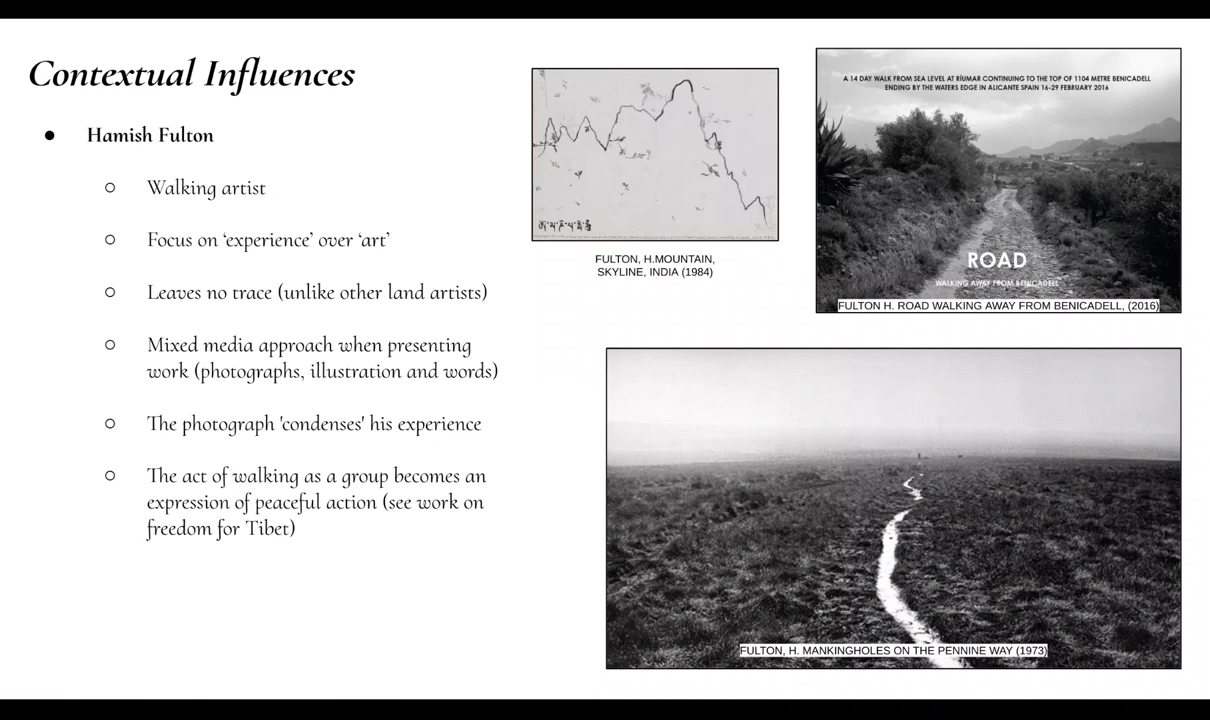 Contextual Influences
● Hamish Fulton
○ Walking artist
○ Focus on ‘experience’ over ‘art’
○ Leaves no trace (unlike other land artists)
○ Mixed media approach when presenting
work (photographs, illustration and words)
○ The photograph 'condenses' his experience
○ The act of walking as a group becomes an
expression of peaceful action (see work on
freedom for Tibet)
FULTON, H.MOUNTAIN,
SKYLINE, INDIA (1984)
A 14 DAY WALK FROM SEA LEVEL AT RÍUMAR CONTINUING TO THE TOP OF 1104 METRE BENICADELL
ENDING BY THE WATERS EDGE IN ALICANTE SPAIN 16-29 FEBRUARY 2016
ROAD
WALKING AWAY FROM BENICADELL
FULTON H. ROAD WALKING AWAY FROM BENICADELL, (2016)
FULTON, H. MANKINGHOLES ON THE PENNINE WAY (1973)